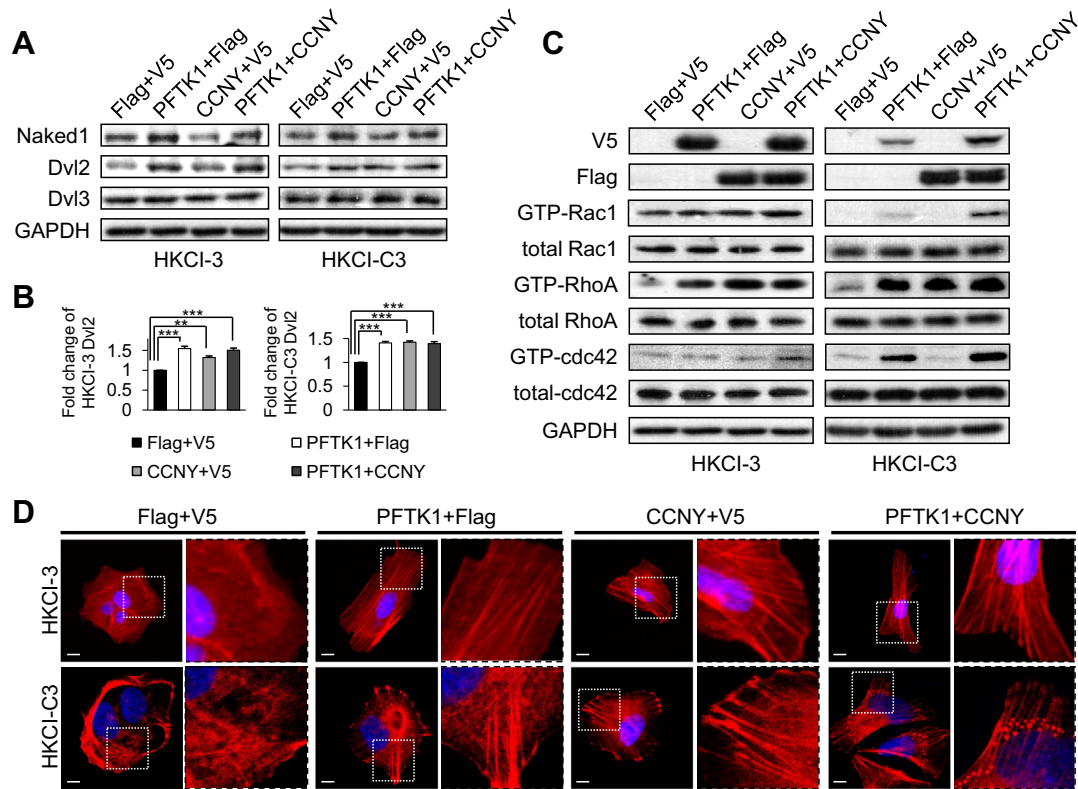 A
Flag+V5
PFTK1+Flag
CCNY+V5
PFTK1+CCNY
Flag+V5
PFTK1+Flag
CCNY+V5
PFTK1+CCNY
Naked1
Dvl2
Dvl3
GAPDH
HKCI-3
HKCI-C3
B
Fold change of
HKCI-3 Dvl2
1.5
1
0.5
0
***
**
***
Fold change of
HKCI-C3 Dvl2
1.5
1
0.5
0
***
***
***
Flag+V5
PFTK1+Flag
CCNY+V5
PFTK1+CCNY
C
Flag+V5
PFTK1+Flag
CCNY+V5
PFTK1+CCNY
Flag+V5
PFTK1+Flag
CCNY+V5
PFTK1+CCNY
V5
Flag
GTP-Rac1
total Rac1
GTP-RhoA
total RhoA
GTP-cdc42
total-cdc42
GAPDH
HKCI-3
HKCI-C3
D
Flag+V5
PFTK1+Flag
CCNY+V5
PFTK1+CCNY
HKCI-3
HKCI-C3